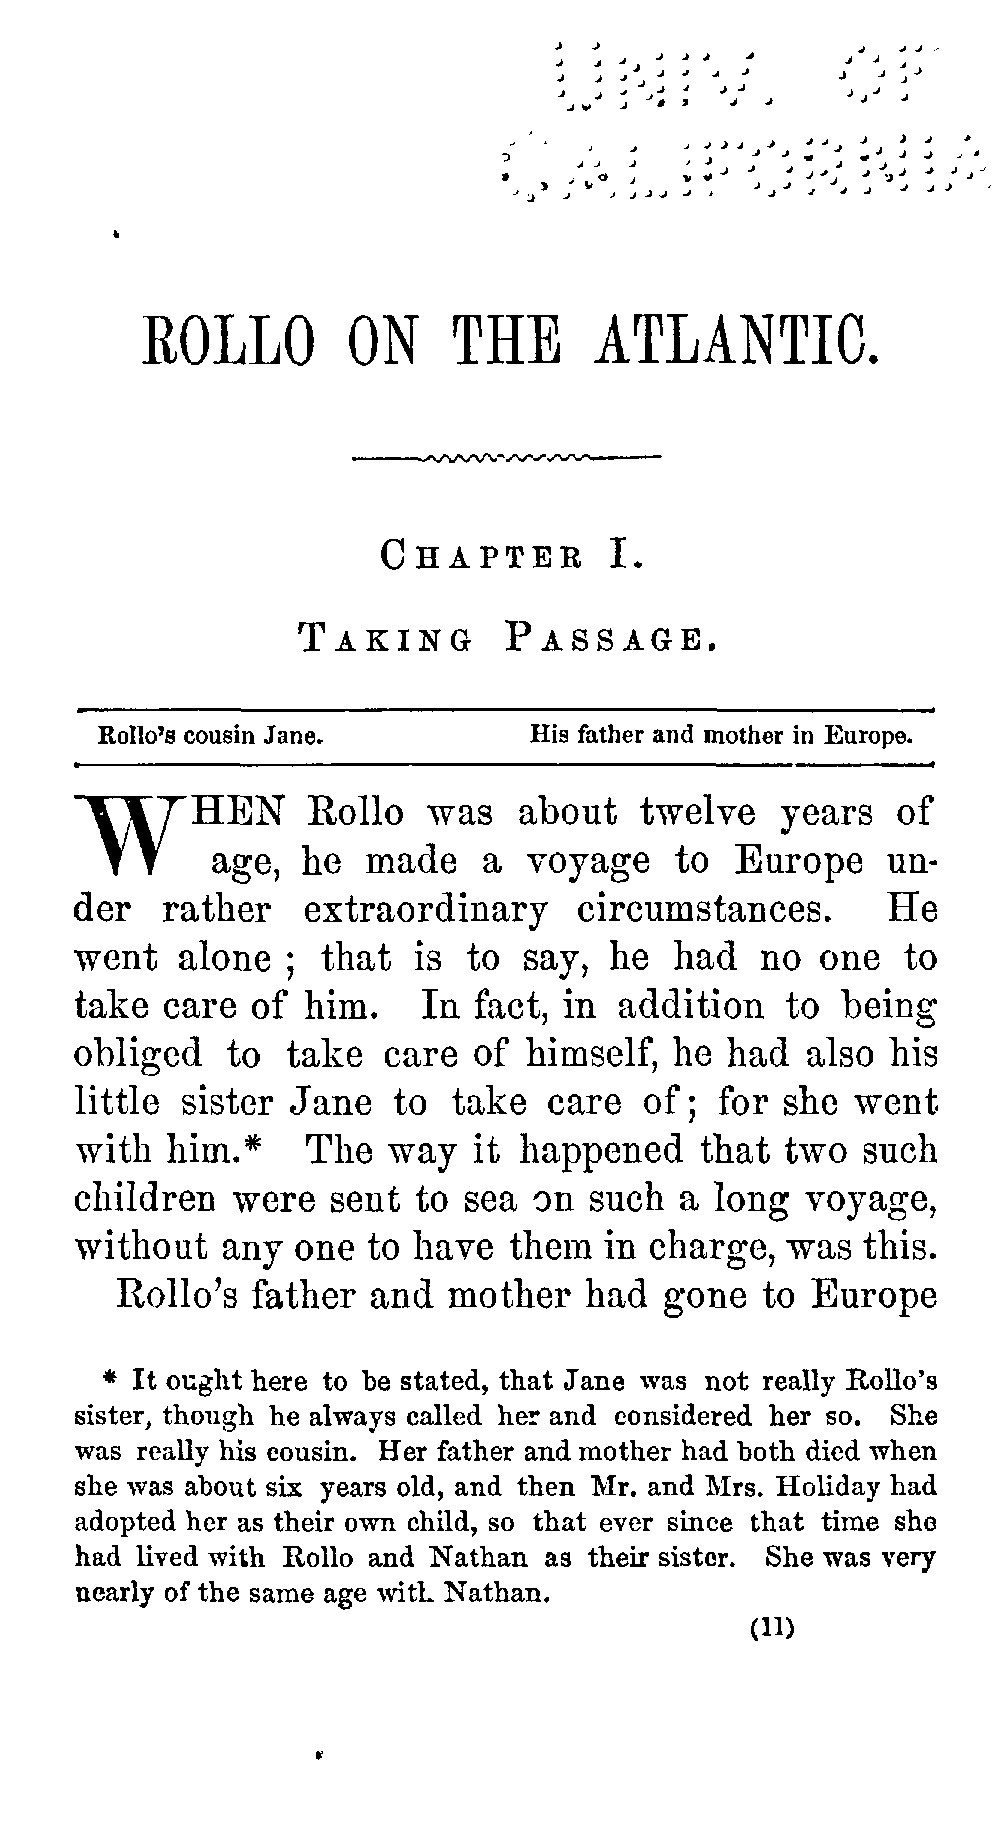 UNIV. OF
CALIFORNIA
ROLLO ON THE ATLANTIC.
CHAPTER I.
TAKING PASSAGE.
Rollo's cousin Jane. His father and mother in Europe.
WHEN Rollo was about twelve years of
age, he made a voyage to Europe un-
der rather extraordinary circumstances. He
went alone ; that is to say, he had no one to
take care of him. In fact, in addition to being
obliged to take care of himself, he had also his
little sister Jane to take care of ; for she went
with him.* The way it happened that two such
children were sent to sea on such a long voyage,
without any one to have them in charge, was this.
Rollo's father and mother had gone to Europe
* It ought here to be stated, that Jane was not really Rollo's
sister, though he always called her and considered her so. She
was really his cousin. Her father and mother had both died when
she was about six years old, and then Mr. and Mrs. Holiday had
adopted her as their own child, so that ever since that time she
had lived with Rollo and Nathan as their sister. She was very
nearly of the same age with Nathan.
(11)